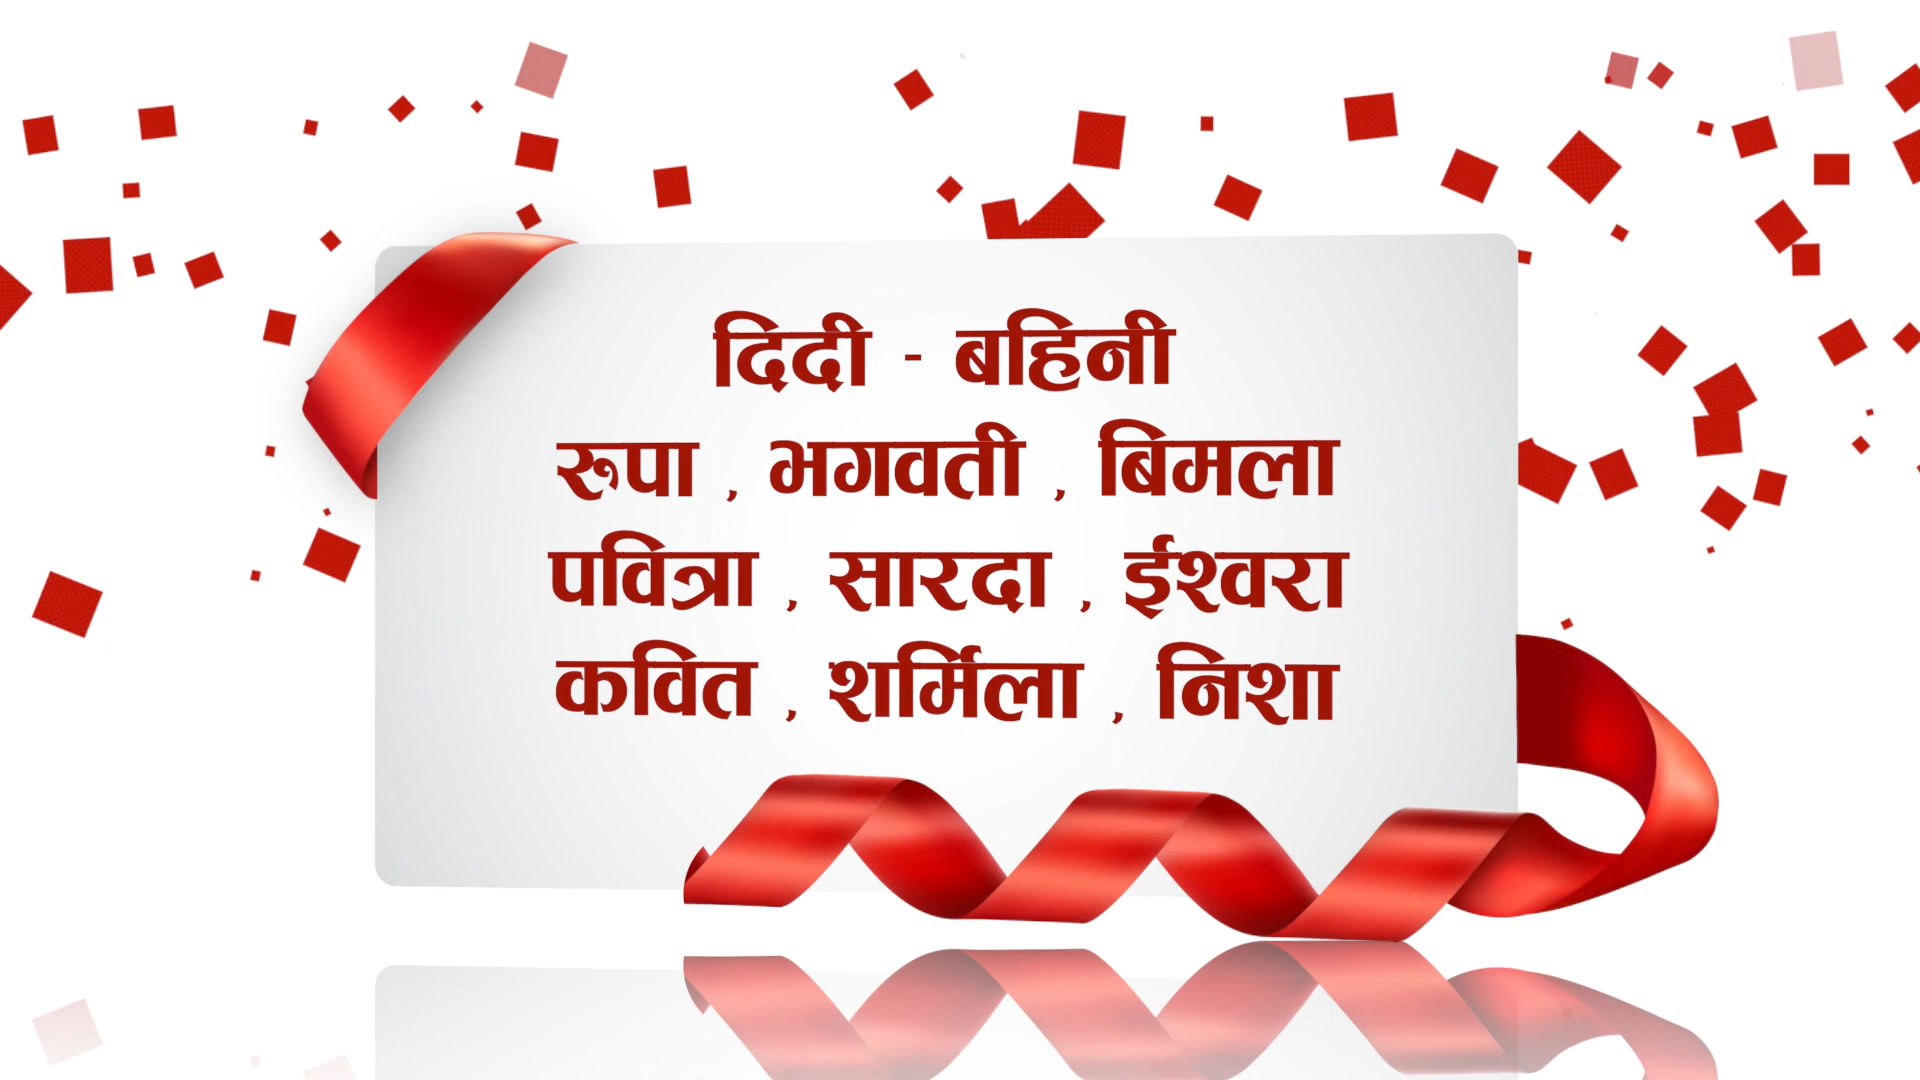 दिदी - बहिनी
रुपा , भगवती , बिमला
पवित्रा , सारदा , ईश्वरा
कवित , शर्मिला , निशा